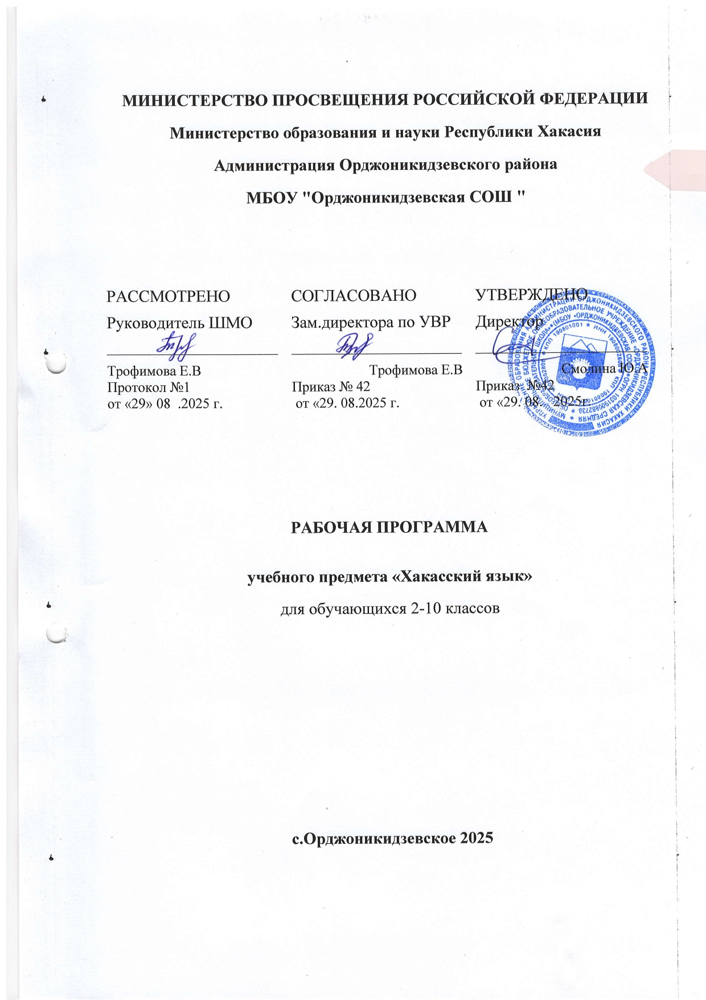 МИНИСТЕРСТВО ПРОСВЕЩЕНИЯ РОССИЙСКОЙ ФЕДЕРАЦИИ
Министерство образования и науки Республики Хакасия
Администрация Орджоникидзевского района
МБОУ "Орджоникидзевская СОШ "
РАССМОТРЕНО
Руководитель ШМО
Трофимова Е.В
Протокол №1
от «29» 08 .2025 г.
СОГЛАСОВАНО
Зам.директора по УВР
Трофимова Е.В
Приказ № 42
от «29. 08.2025 г.
УТВЕРЖДЕНО
Директор
Смолина Ю.А
Приказ №42
от «29. 08. 2025г.
РАБОЧАЯ ПРОГРАММА
учебного предмета «Хакасский язык»
для обучающихся 2-10 классов
с.Орджоникидзевское 2025